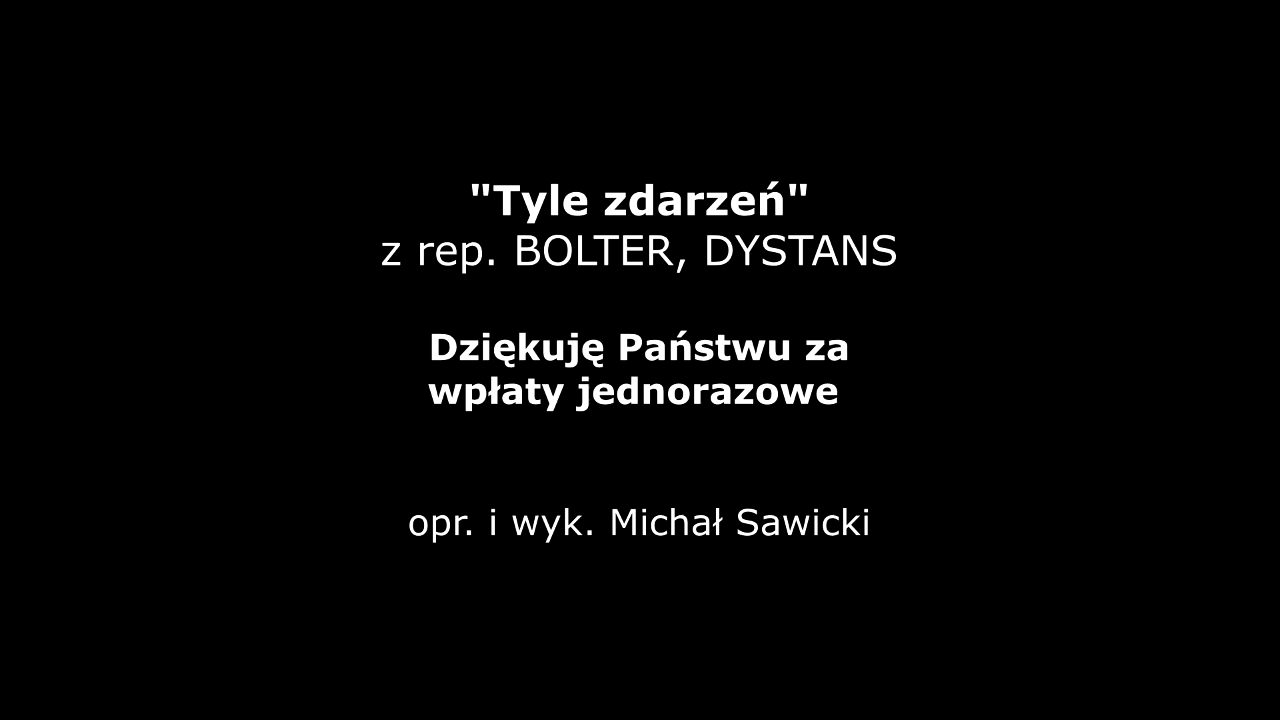 "Tyle zdarzeń"
z rep. BOLTER, DYSTANS
Dziękuję Państwu za
wpłaty jednorazowe
opr. i wyk. Michał Sawicki